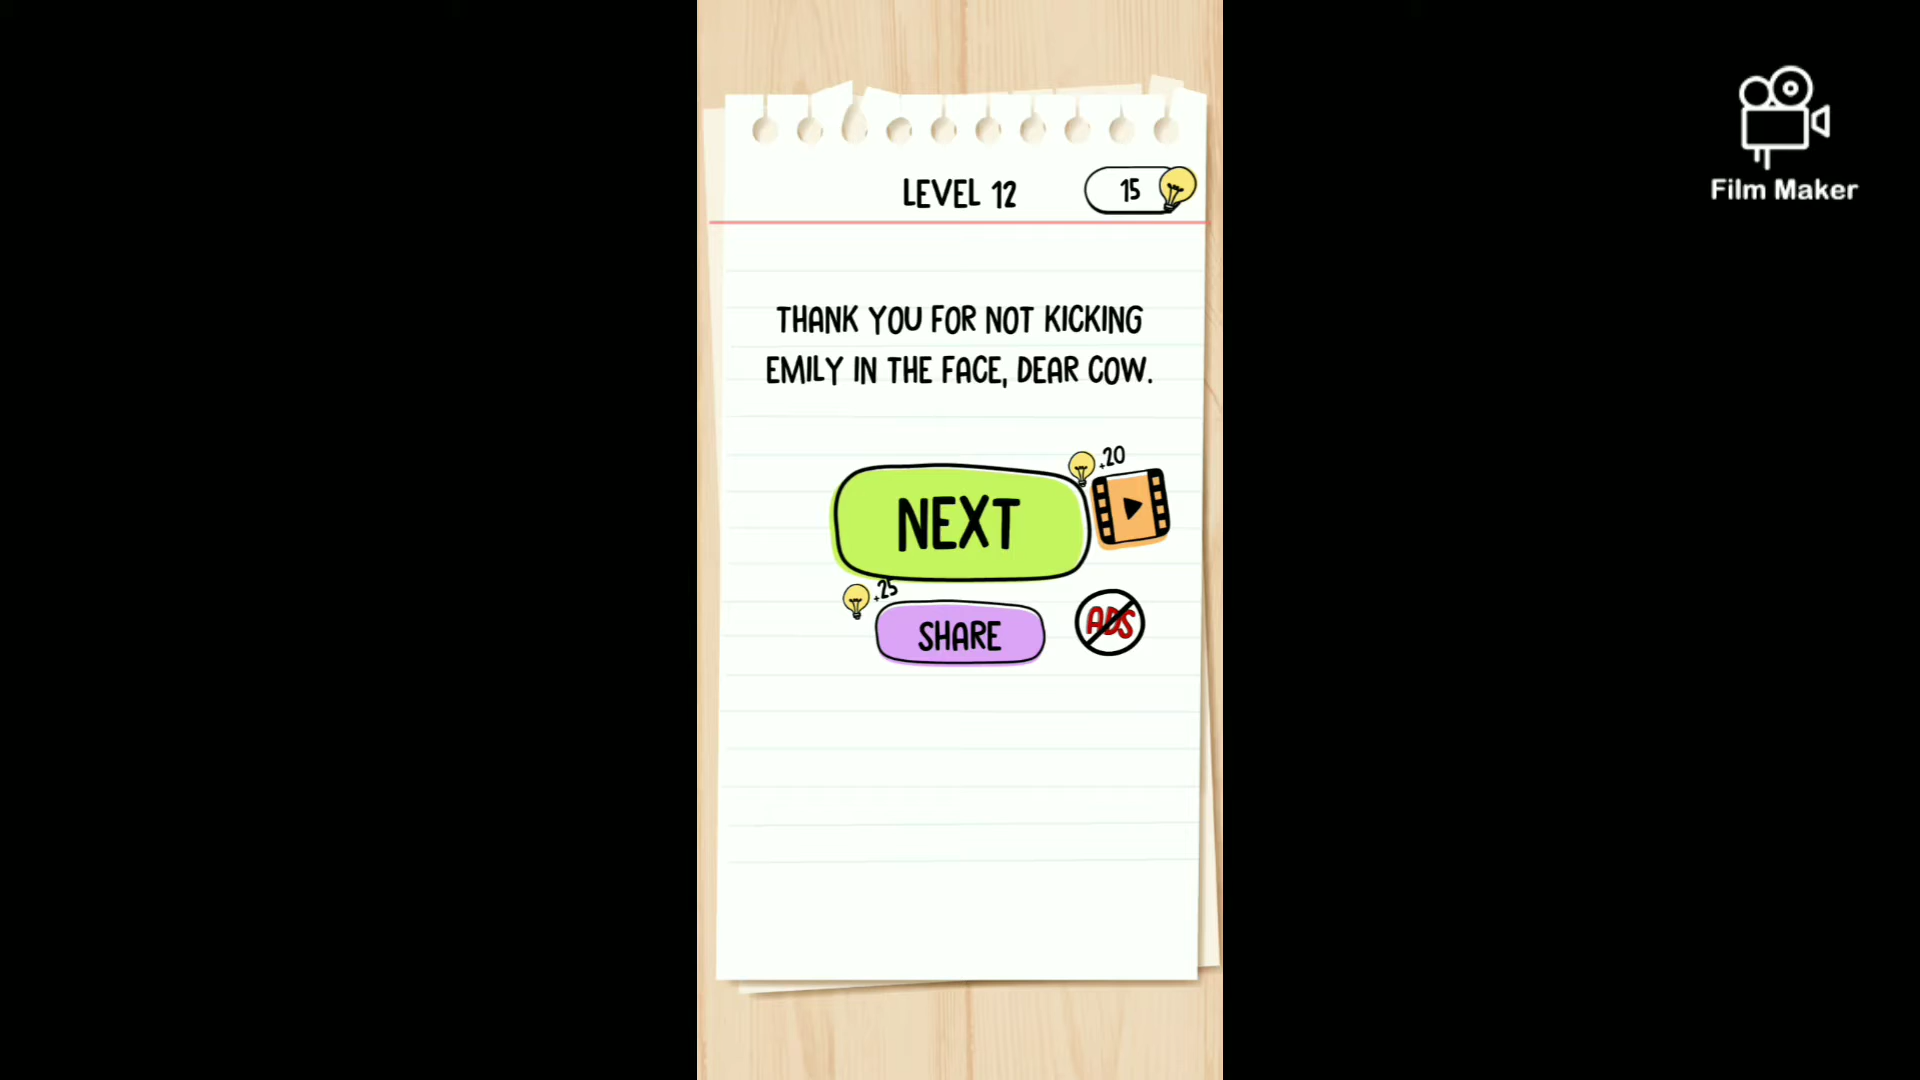 Film Maker
LEVEL 12
15
THANK YOU FOR NOT KICKING
EMILY IN THE FACE, DEAR COW.
+20
NEXT
+25
SHARE
ADS